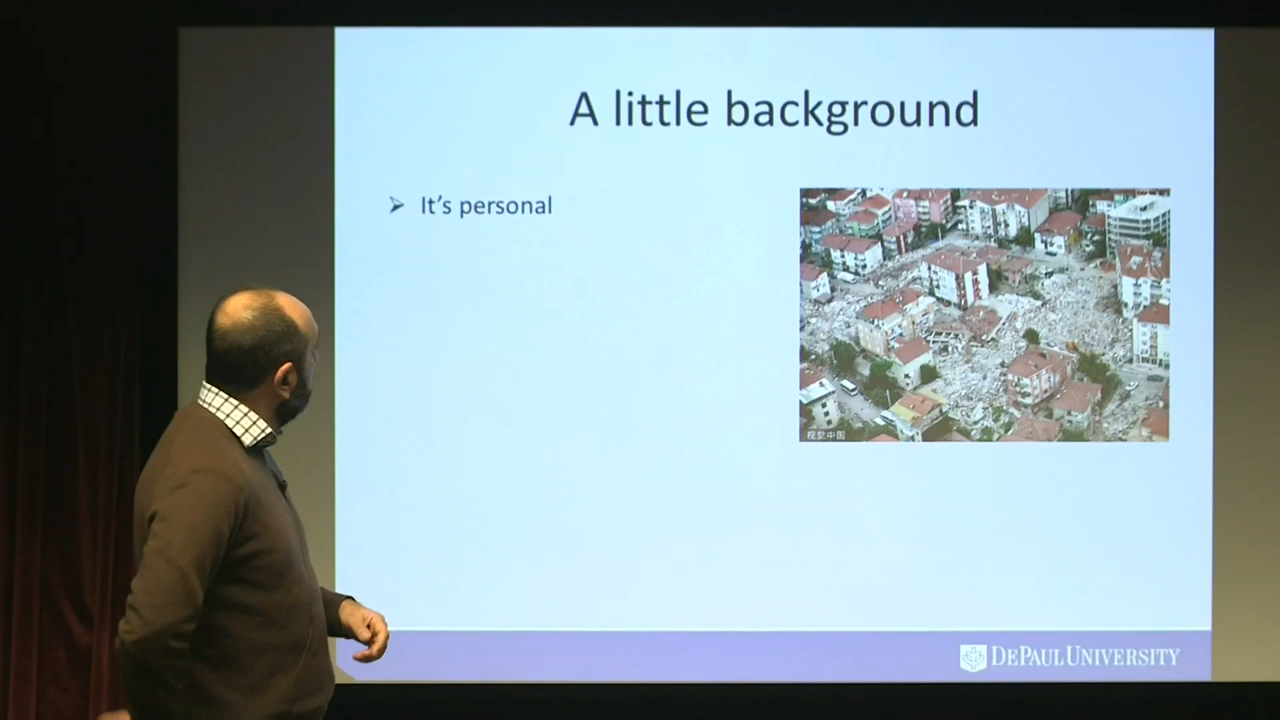 A little background
➢ It's personal
视觉中国
DEPAUL UNIVERSITY